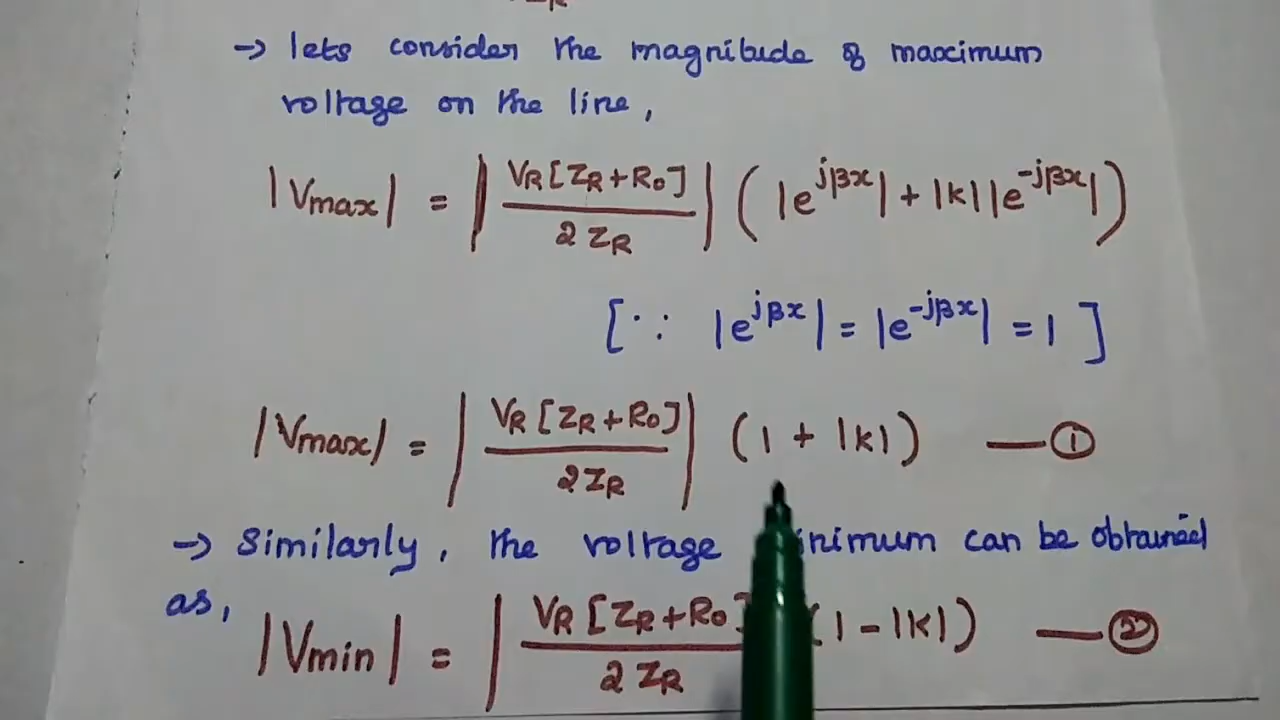 → lets consider the magnitude of maximum
voltage on the line,
|Vmax| = |VR[ZR+R0]/2ZR| (|e^jβx| + |k||e^-jβx|)
[∵ |e^jβx| = |e^-jβx| = 1]
|Vmax| = |VR[ZR+R0]/2ZR| (1 + |k|) — ①
→ Similarly, the voltage inimum can be obtained
as,
|Vmin| = |VR[ZR+R0]/2ZR (1 - |k|) — ②